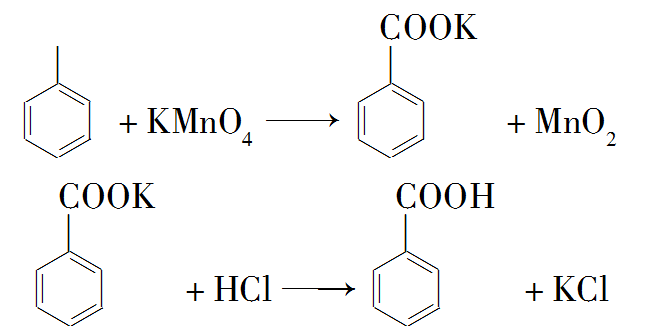 COOK
+ KMnO₄ ⟶ + MnO₂
COOK COOH
+ HCl ⟶ + KCl